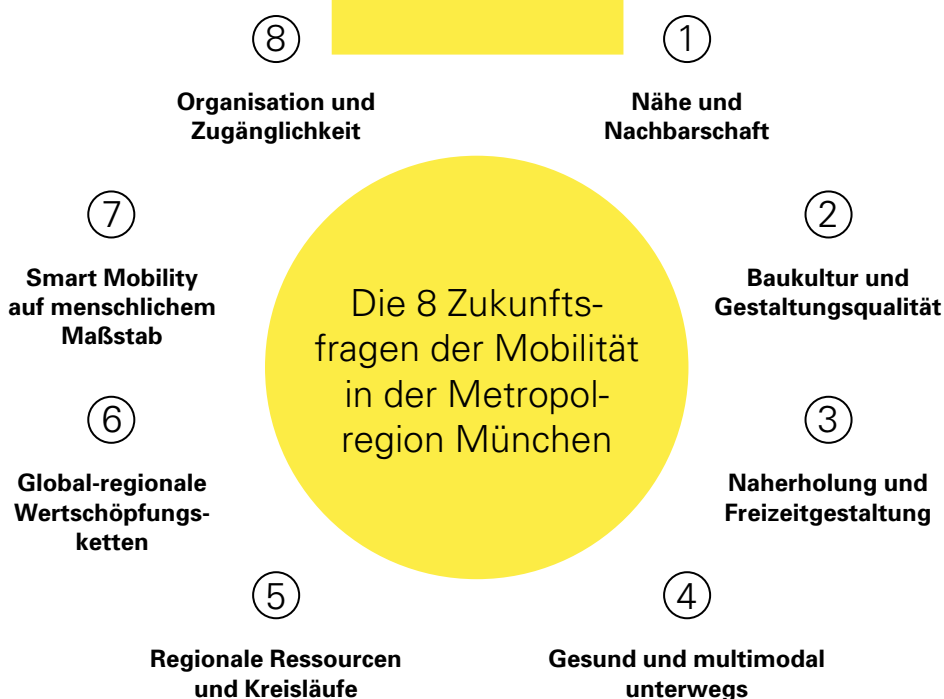 Die 8 Zukunfts-
fragen der Mobilität
in der Metropol-
region München
1
Nähe und
Nachbarschaft
2
Baukultur und
Gestaltungsqualität
3
Naherholung und
Freizeitgestaltung
4
Gesund und multimodal
unterwegs
5
Regionale Ressourcen
und Kreisläufe
6
Global-regionale
Wertschöpfungs-
ketten
7
Smart Mobility
auf menschlichem
Maßstab
8
Organisation und
Zugänglichkeit